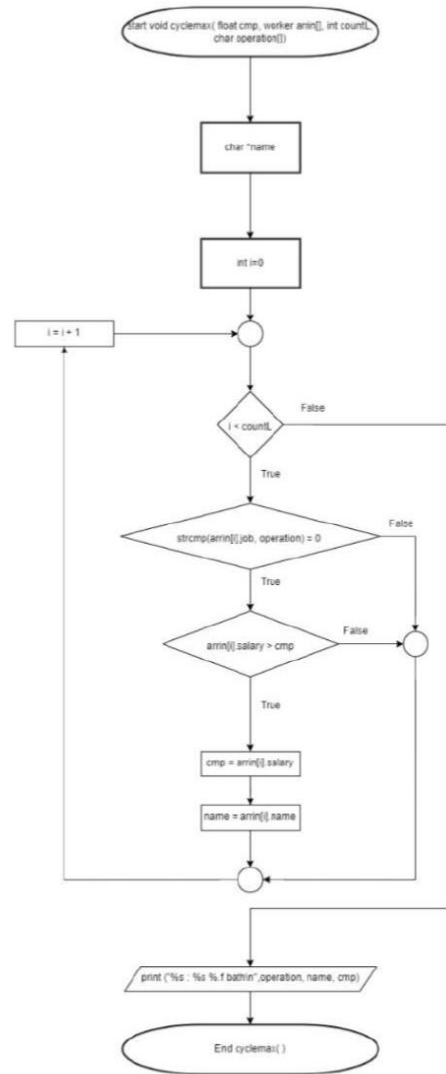 start void cyclemax( float cmp, worker arrin[], int countL,
char operation[])
char *name
int i=0
i = i + 1
i < countL
False
True
strcmp(arrin[i].job, operation) = 0
False
True
arrin[i].salary > cmp
False
True
cmp = arrin[i].salary
name = arrin[i].name
print ("%s : %s %.f bath\n",operation, name, cmp)
End cyclemax( )